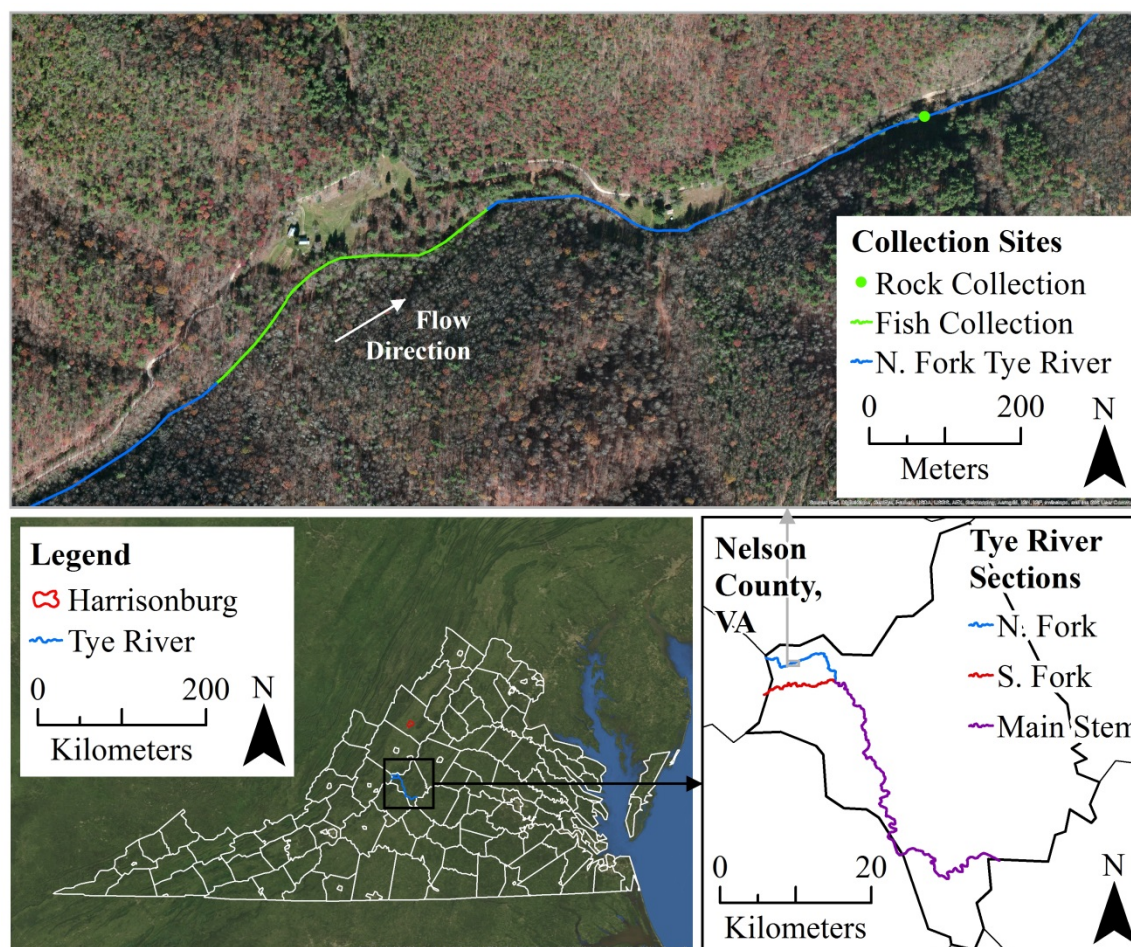 Flow
Direction
Collection Sites
Rock Collection
Fish Collection
N. Fork Tye River
0 200
Meters
N
Legend
Harrisonburg
Tye River
0 200
Kilometers
N
Nelson
County,
VA
Tye River
Sections
N. Fork
S. Fork
Main Stem
0 20
Kilometers
N